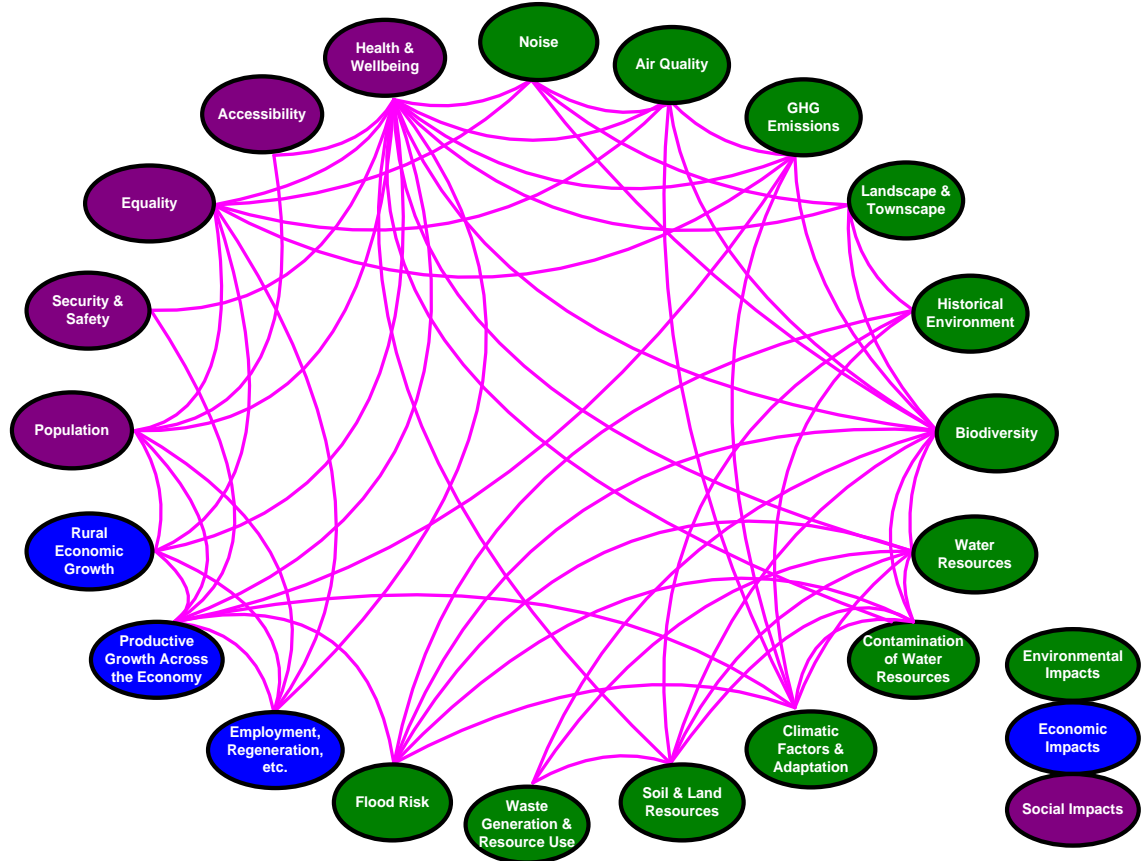 Health &
Wellbeing
Noise
Air Quality
GHG
Emissions
Landscape &
Townscape
Historical
Environment
Biodiversity
Water
Resources
Contamination
of Water
Resources
Climatic
Factors &
Adaptation
Soil & Land
Resources
Waste
Generation &
Resource Use
Flood Risk
Employment,
Regeneration,
etc.
Productive
Growth Across
the Economy
Rural
Economic
Growth
Population
Security &
Safety
Equality
Accessibility
Environmental
Impacts
Economic
Impacts
Social Impacts